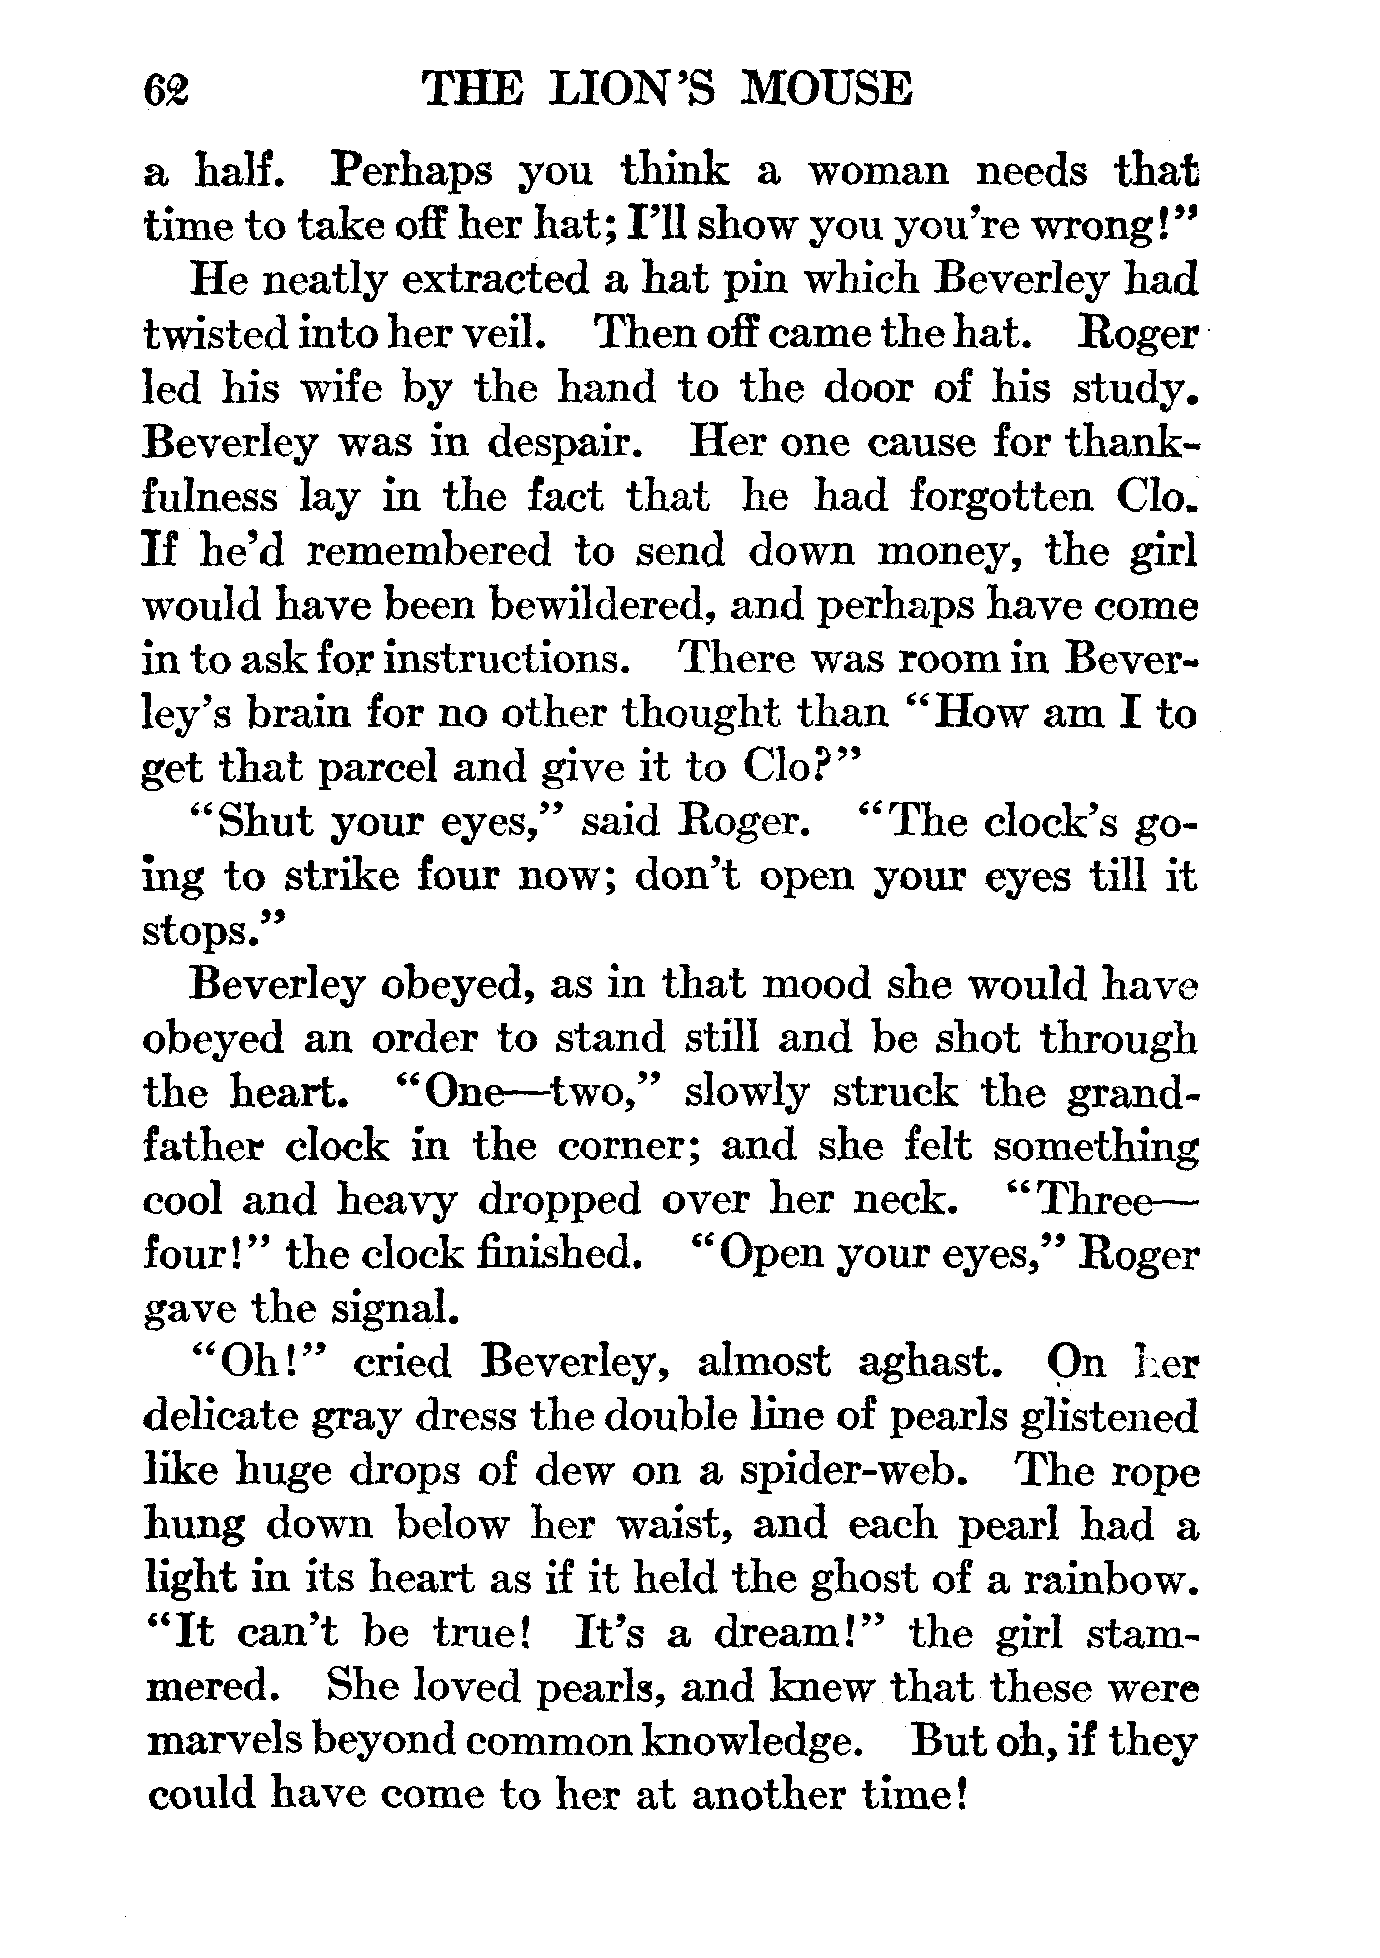 62 THE LION'S MOUSE
a half. Perhaps you think a woman needs that
time to take off her hat; I'll show you you're wrong!"
He neatly extracted a hat pin which Beverley had
twisted into her veil. Then off came the hat. Roger
led his wife by the hand to the door of his study.
Beverley was in despair. Her one cause for thank-
fulness lay in the fact that he had forgotten Clo.
If he'd remembered to send down money, the girl
would have been bewildered, and perhaps have come
in to ask for instructions. There was room in Bever-
ley's brain for no other thought than "How am I to
get that parcel and give it to Clo?"
"Shut your eyes," said Roger. "The clock's go-
ing to strike four now; don't open your eyes till it
stops."
Beverley obeyed, as in that mood she would have
obeyed an order to stand still and be shot through
the heart. "One—two," slowly struck the grand-
father clock in the corner; and she felt something
cool and heavy dropped over her neck. "Three—
four!" the clock finished. "Open your eyes," Roger
gave the signal.
"Oh!" cried Beverley, almost aghast. On her
delicate gray dress the double line of pearls glistened
like huge drops of dew on a spider-web. The rope
hung down below her waist, and each pearl had a
light in its heart as if it held the ghost of a rainbow.
"It can't be true! It's a dream!" the girl stam-
mered. She loved pearls, and knew that these were
marvels beyond common knowledge. But oh, if they
could have come to her at another time!